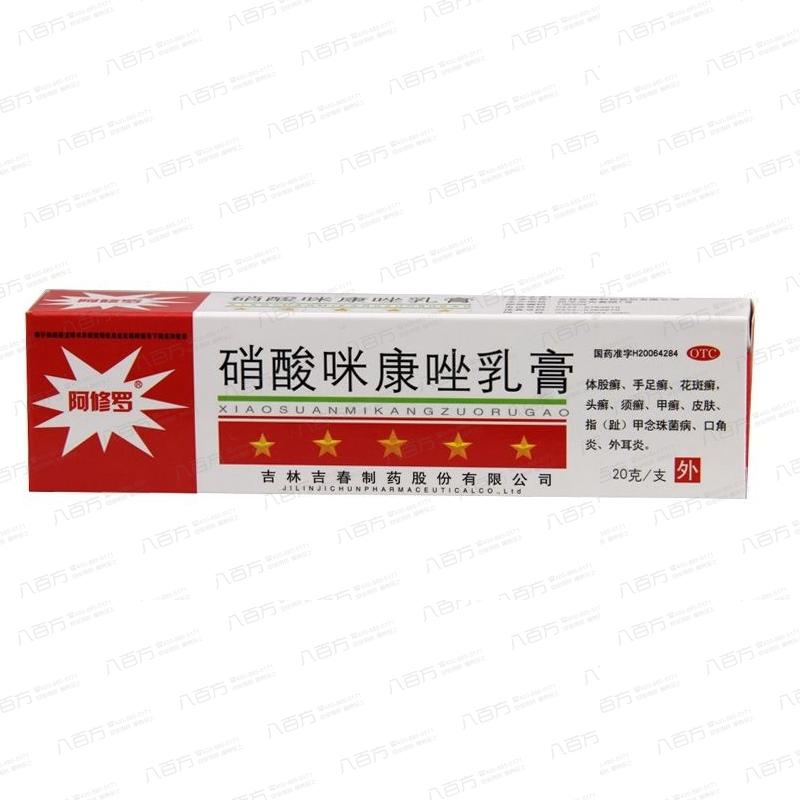 硝酸咪康唑乳膏
阿修罗®
硝酸咪康唑乳膏
XIAOSUANMIKANGZUORUGAO
吉林吉春制药股份有限公司
JILINJICHUNPHARMACEUTICALCO.,Ltd
国药准字H20064284 OTC
体股癣、手足癣、花斑癣,
头癣、须癣、甲癣、皮肤、
指(趾)甲念珠菌病、口角
炎、外耳炎。
20克/支 外
八百方